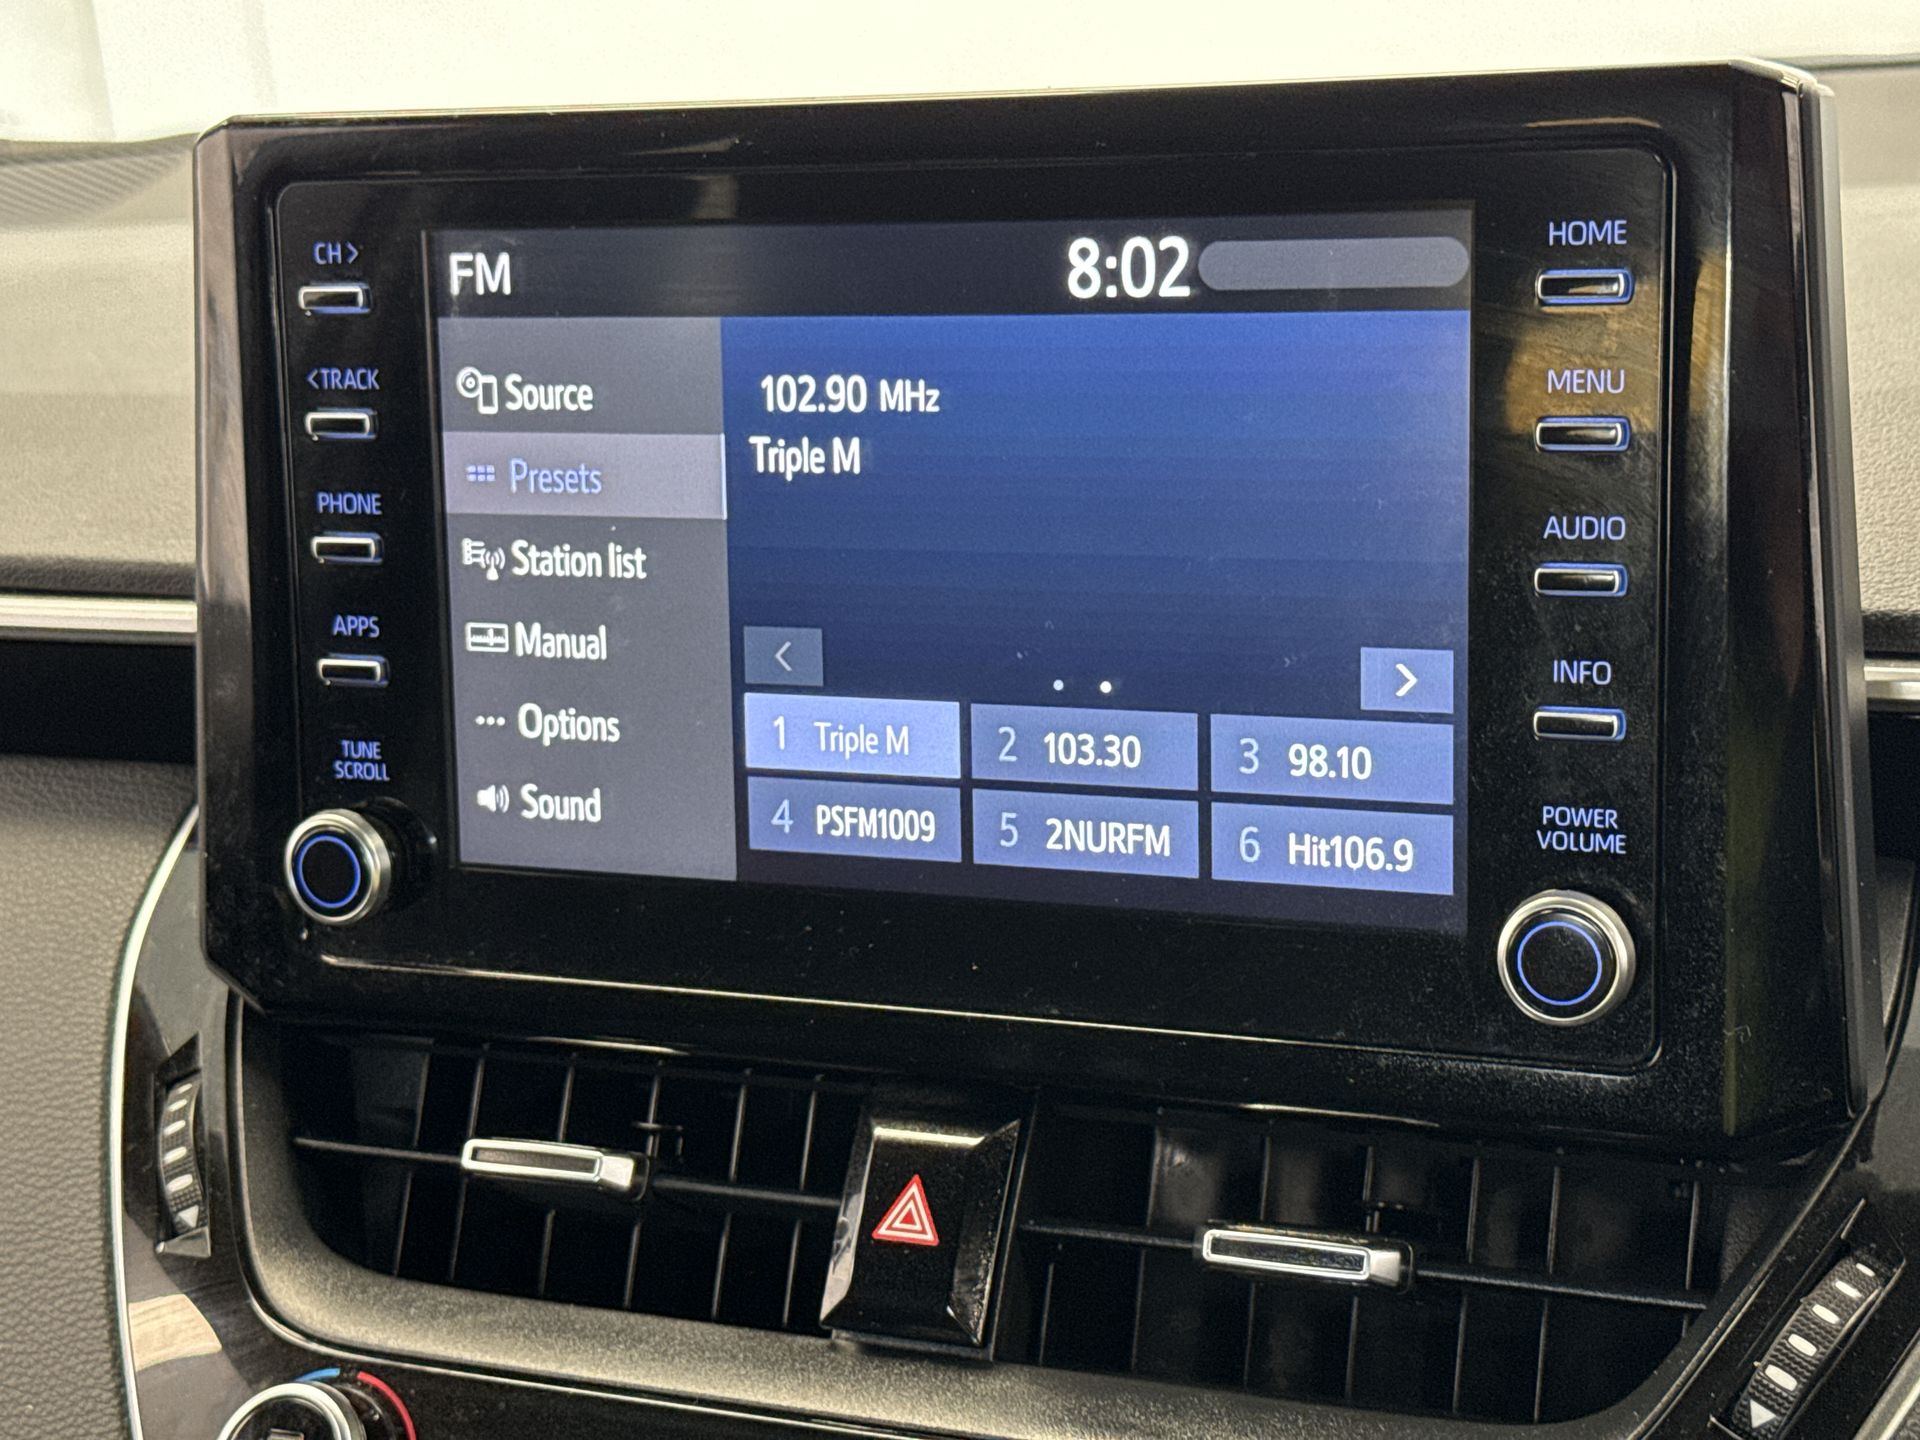 CH>
<TRACK
PHONE
APPS
TUNE
SCROLL
FM
8:02
Source
Presets
Station list
Manual
Options
Sound
102.90 MHz
Triple M
<
>
1 Triple M
2 103.30
3 98.10
4 PSFM1009
5 2NURFM
6 Hit106.9
HOME
MENU
AUDIO
INFO
POWER
VOLUME